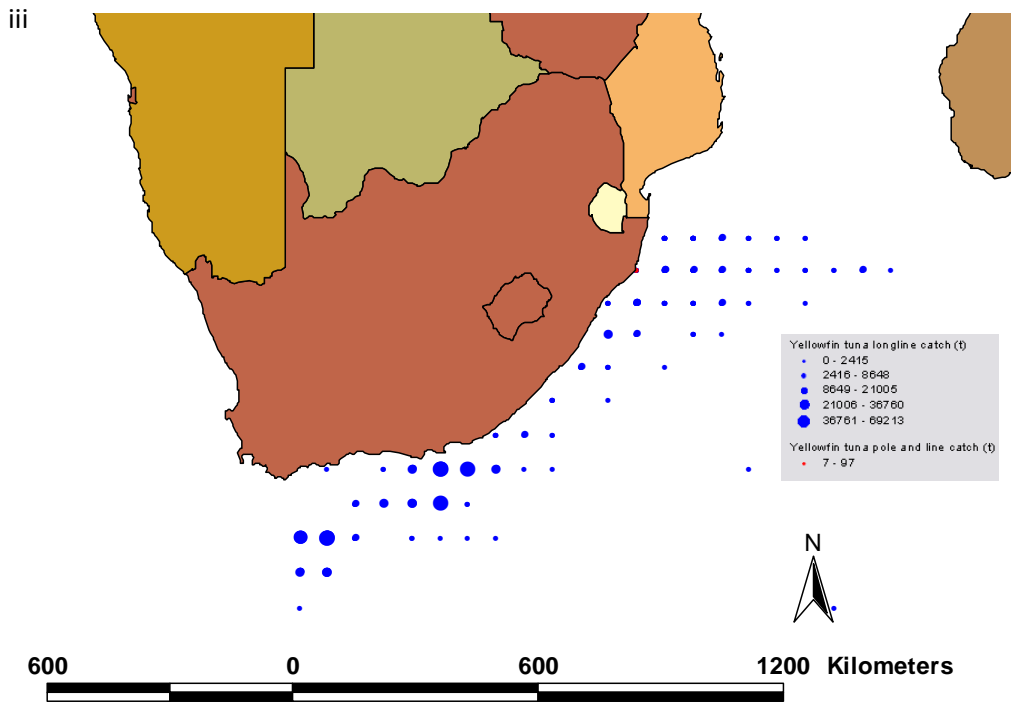 iii
Yellowfin tuna longline catch (t)
0 - 2415
2416 - 8648
8649 - 21005
21006 - 36760
36761 - 69213
Yellowfin tuna pole and line catch (t)
7 - 97
N
600 0 600 1200 Kilometers